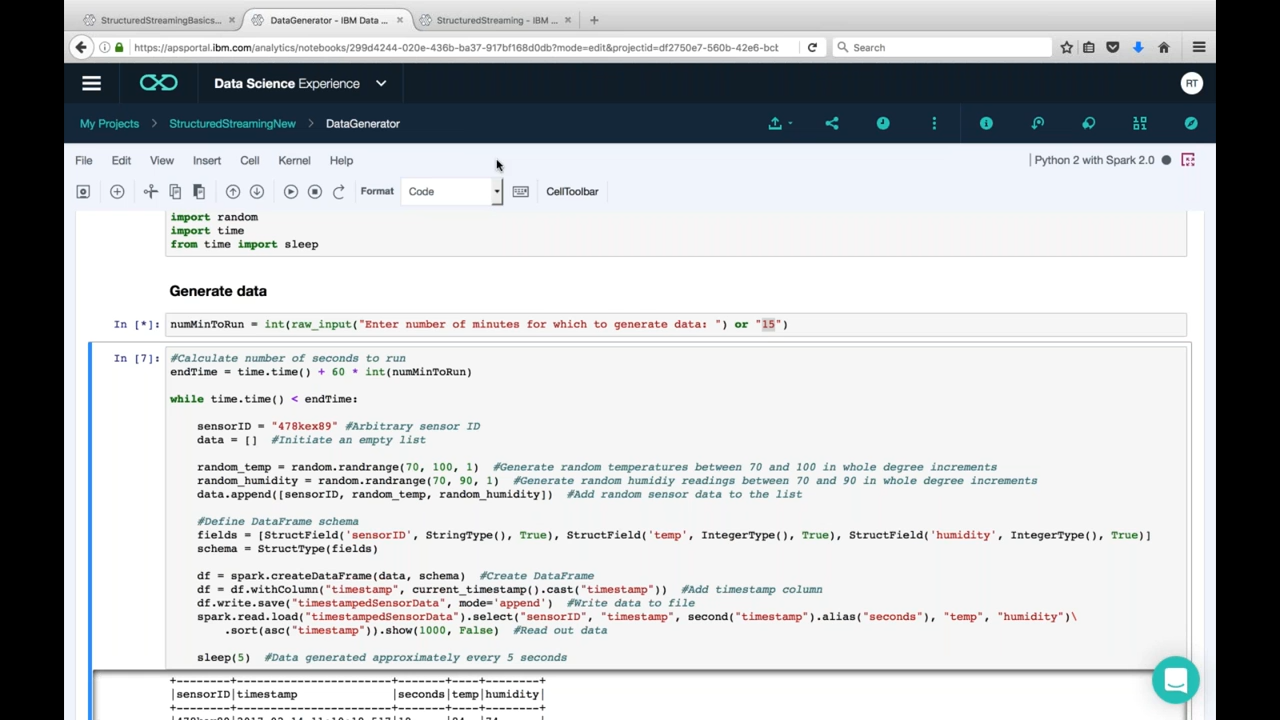 StructuredStreamingBasics... × DataGenerator - IBM Data ... × StructuredStreaming - IBM ... × +
https://apsportal.ibm.com/analytics/notebooks/299d4244-020e-436b-ba37-917bf168d0db?mode=edit&projectid=df2750e7-560b-42e6-bcb Search
Data Science Experience RT
My Projects > StructuredStreamingNew > DataGenerator
File Edit View Insert Cell Kernel Help Python 2 with Spark 2.0
Format Code CellToolbar
import random
import time
from time import sleep
Generate data
In [*]: numMinToRun = int(raw_input("Enter number of minutes for which to generate data: ") or "15")
In [7]: #Calculate number of seconds to run
endTime = time.time() + 60 * int(numMinToRun)
while time.time() < endTime:
sensorID = "478kex89" #Arbitrary sensor ID
data = [] #Initiate an empty list
random_temp = random.randrange(70, 100, 1) #Generate random temperatures between 70 and 100 in whole degree increments
random_humidity = random.randrange(70, 90, 1) #Generate random humidiy readings between 70 and 90 in whole degree increments
data.append([sensorID, random_temp, random_humidity]) #Add random sensor data to the list
#Define DataFrame schema
fields = [StructField('sensorID', StringType(), True), StructField('temp', IntegerType(), True), StructField('humidity', IntegerType(), True)]
schema = StructType(fields)
df = spark.createDataFrame(data, schema) #Create DataFrame
df = df.withColumn("timestamp", current_timestamp().cast("timestamp")) #Add timestamp column
df.write.save("timestampedSensorData", mode='append') #Write data to file
spark.read.load("timestampedSensorData").select("sensorID", "timestamp", second("timestamp").alias("seconds"), "temp", "humidity")\
.sort(asc("timestamp")).show(1000, False) #Read out data
sleep(5) #Data generated approximately every 5 seconds
+--------+-----------------------+-------+----+--------+
|sensorID|timestamp |seconds|temp|humidity|
+--------+-----------------------+-------+----+--------+